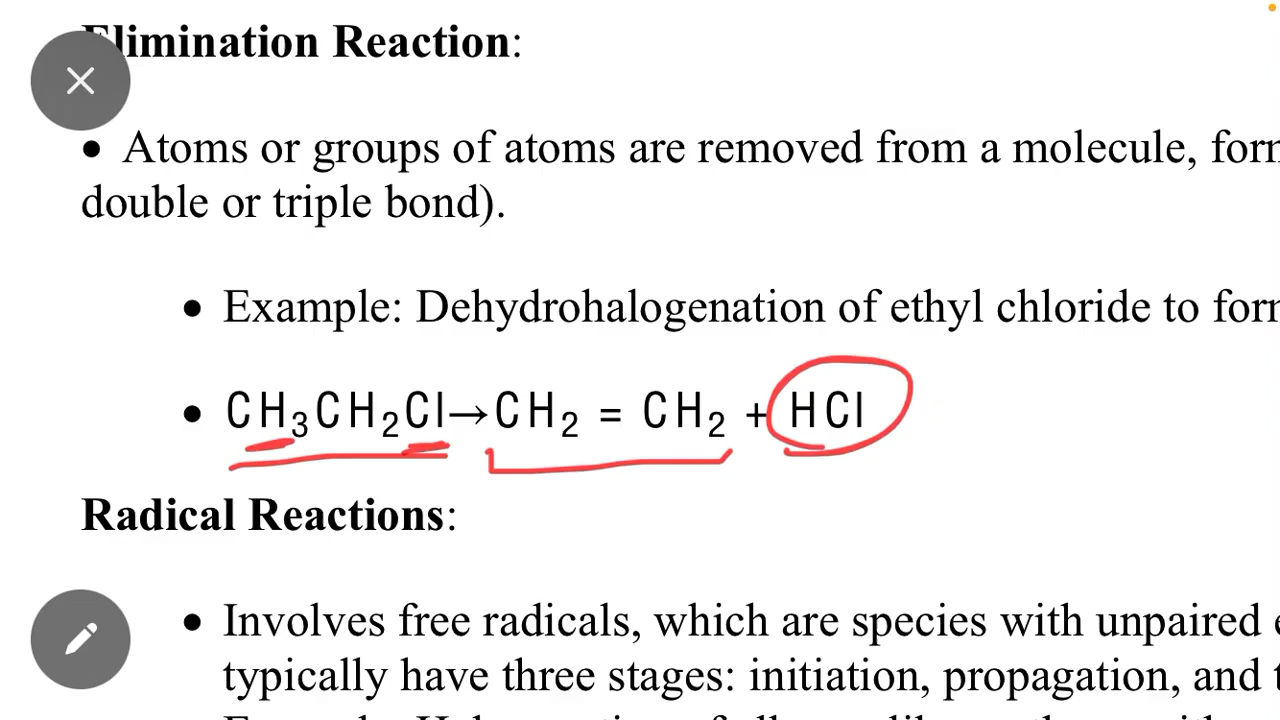 Elimination Reaction:
• Atoms or groups of atoms are removed from a molecule, forn
double or triple bond).
• Example: Dehydrohalogenation of ethyl chloride to forn
• CH₃CH₂Cl→CH₂ = CH₂ + HCl
Radical Reactions:
• Involves free radicals, which are species with unpaired
typically have three stages: initiation, propagation, and